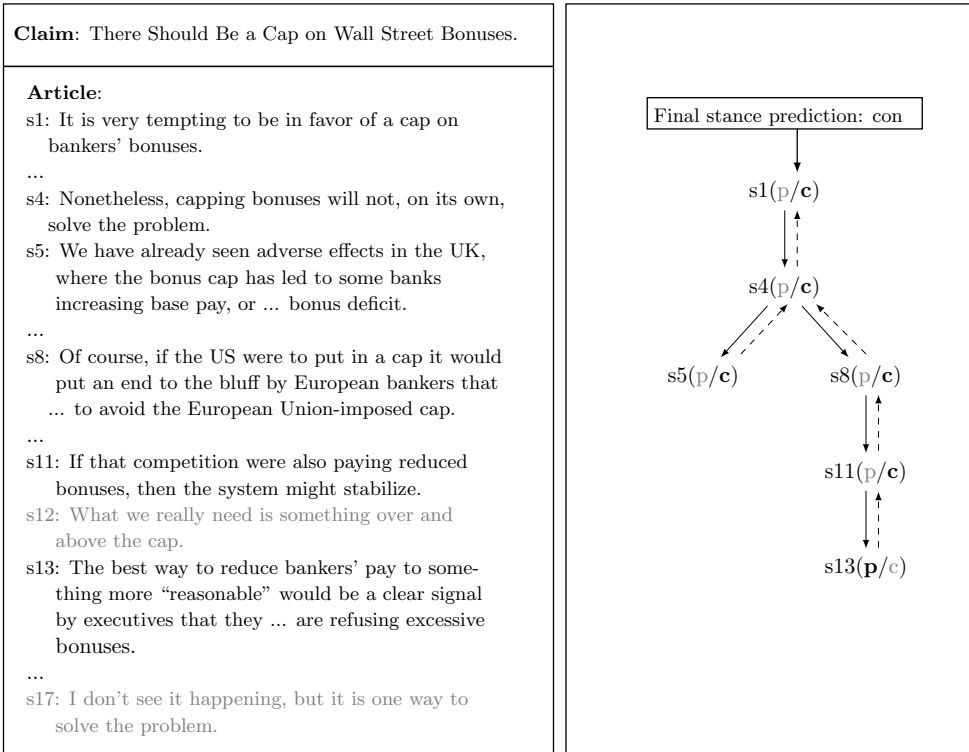 Claim: There Should Be a Cap on Wall Street Bonuses.
Article:
s1: It is very tempting to be in favor of a cap on
bankers’ bonuses.
...
s4: Nonetheless, capping bonuses will not, on its own,
solve the problem.
s5: We have already seen adverse effects in the UK,
where the bonus cap has led to some banks
increasing base pay, or ... bonus deficit.
...
s8: Of course, if the US were to put in a cap it would
put an end to the bluff by European bankers that
... to avoid the European Union-imposed cap.
...
s11: If that competition were also paying reduced
bonuses, then the system might stabilize.
s12: What we really need is something over and
above the cap.
s13: The best way to reduce bankers’ pay to some-
thing more “reasonable” would be a clear signal
by executives that they ... are refusing excessive
bonuses.
...
s17: I don’t see it happening, but it is one way to
solve the problem.
Final stance prediction: con
s1(p/c)
s4(p/c)
s5(p/c) s8(p/c)
s11(p/c)
s13(p/c)